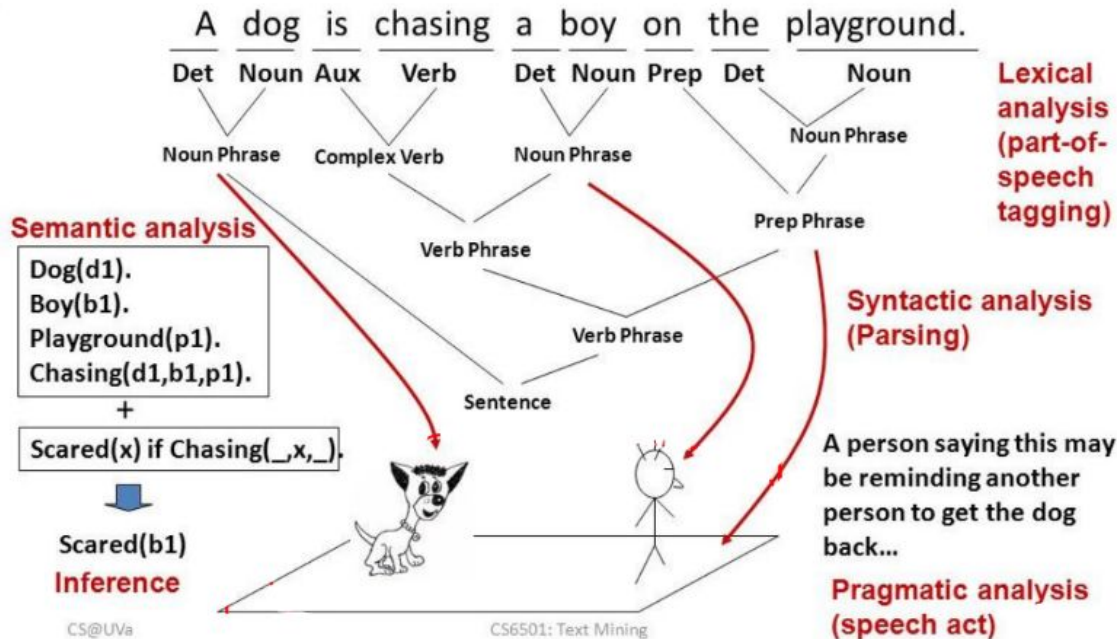 A dog is chasing a boy on the playground.
Det Noun Aux Verb Det Noun Prep Det Noun
Lexical
analysis
(part-of-
speech
tagging)
Noun Phrase
Noun Phrase Complex Verb Noun Phrase
Semantic analysis
Prep Phrase
Verb Phrase
Dog(d1).
Boy(b1).
Playground(p1).
Chasing(d1,b1,p1).
+
Scared(x) if Chasing(_,x,_).
Scared(b1)
Inference
Syntactic analysis
(Parsing)
Verb Phrase
Sentence
A person saying this may
be reminding another
person to get the dog
back...
Pragmatic analysis
(speech act)
CS@UVa
CS6501: Text Mining